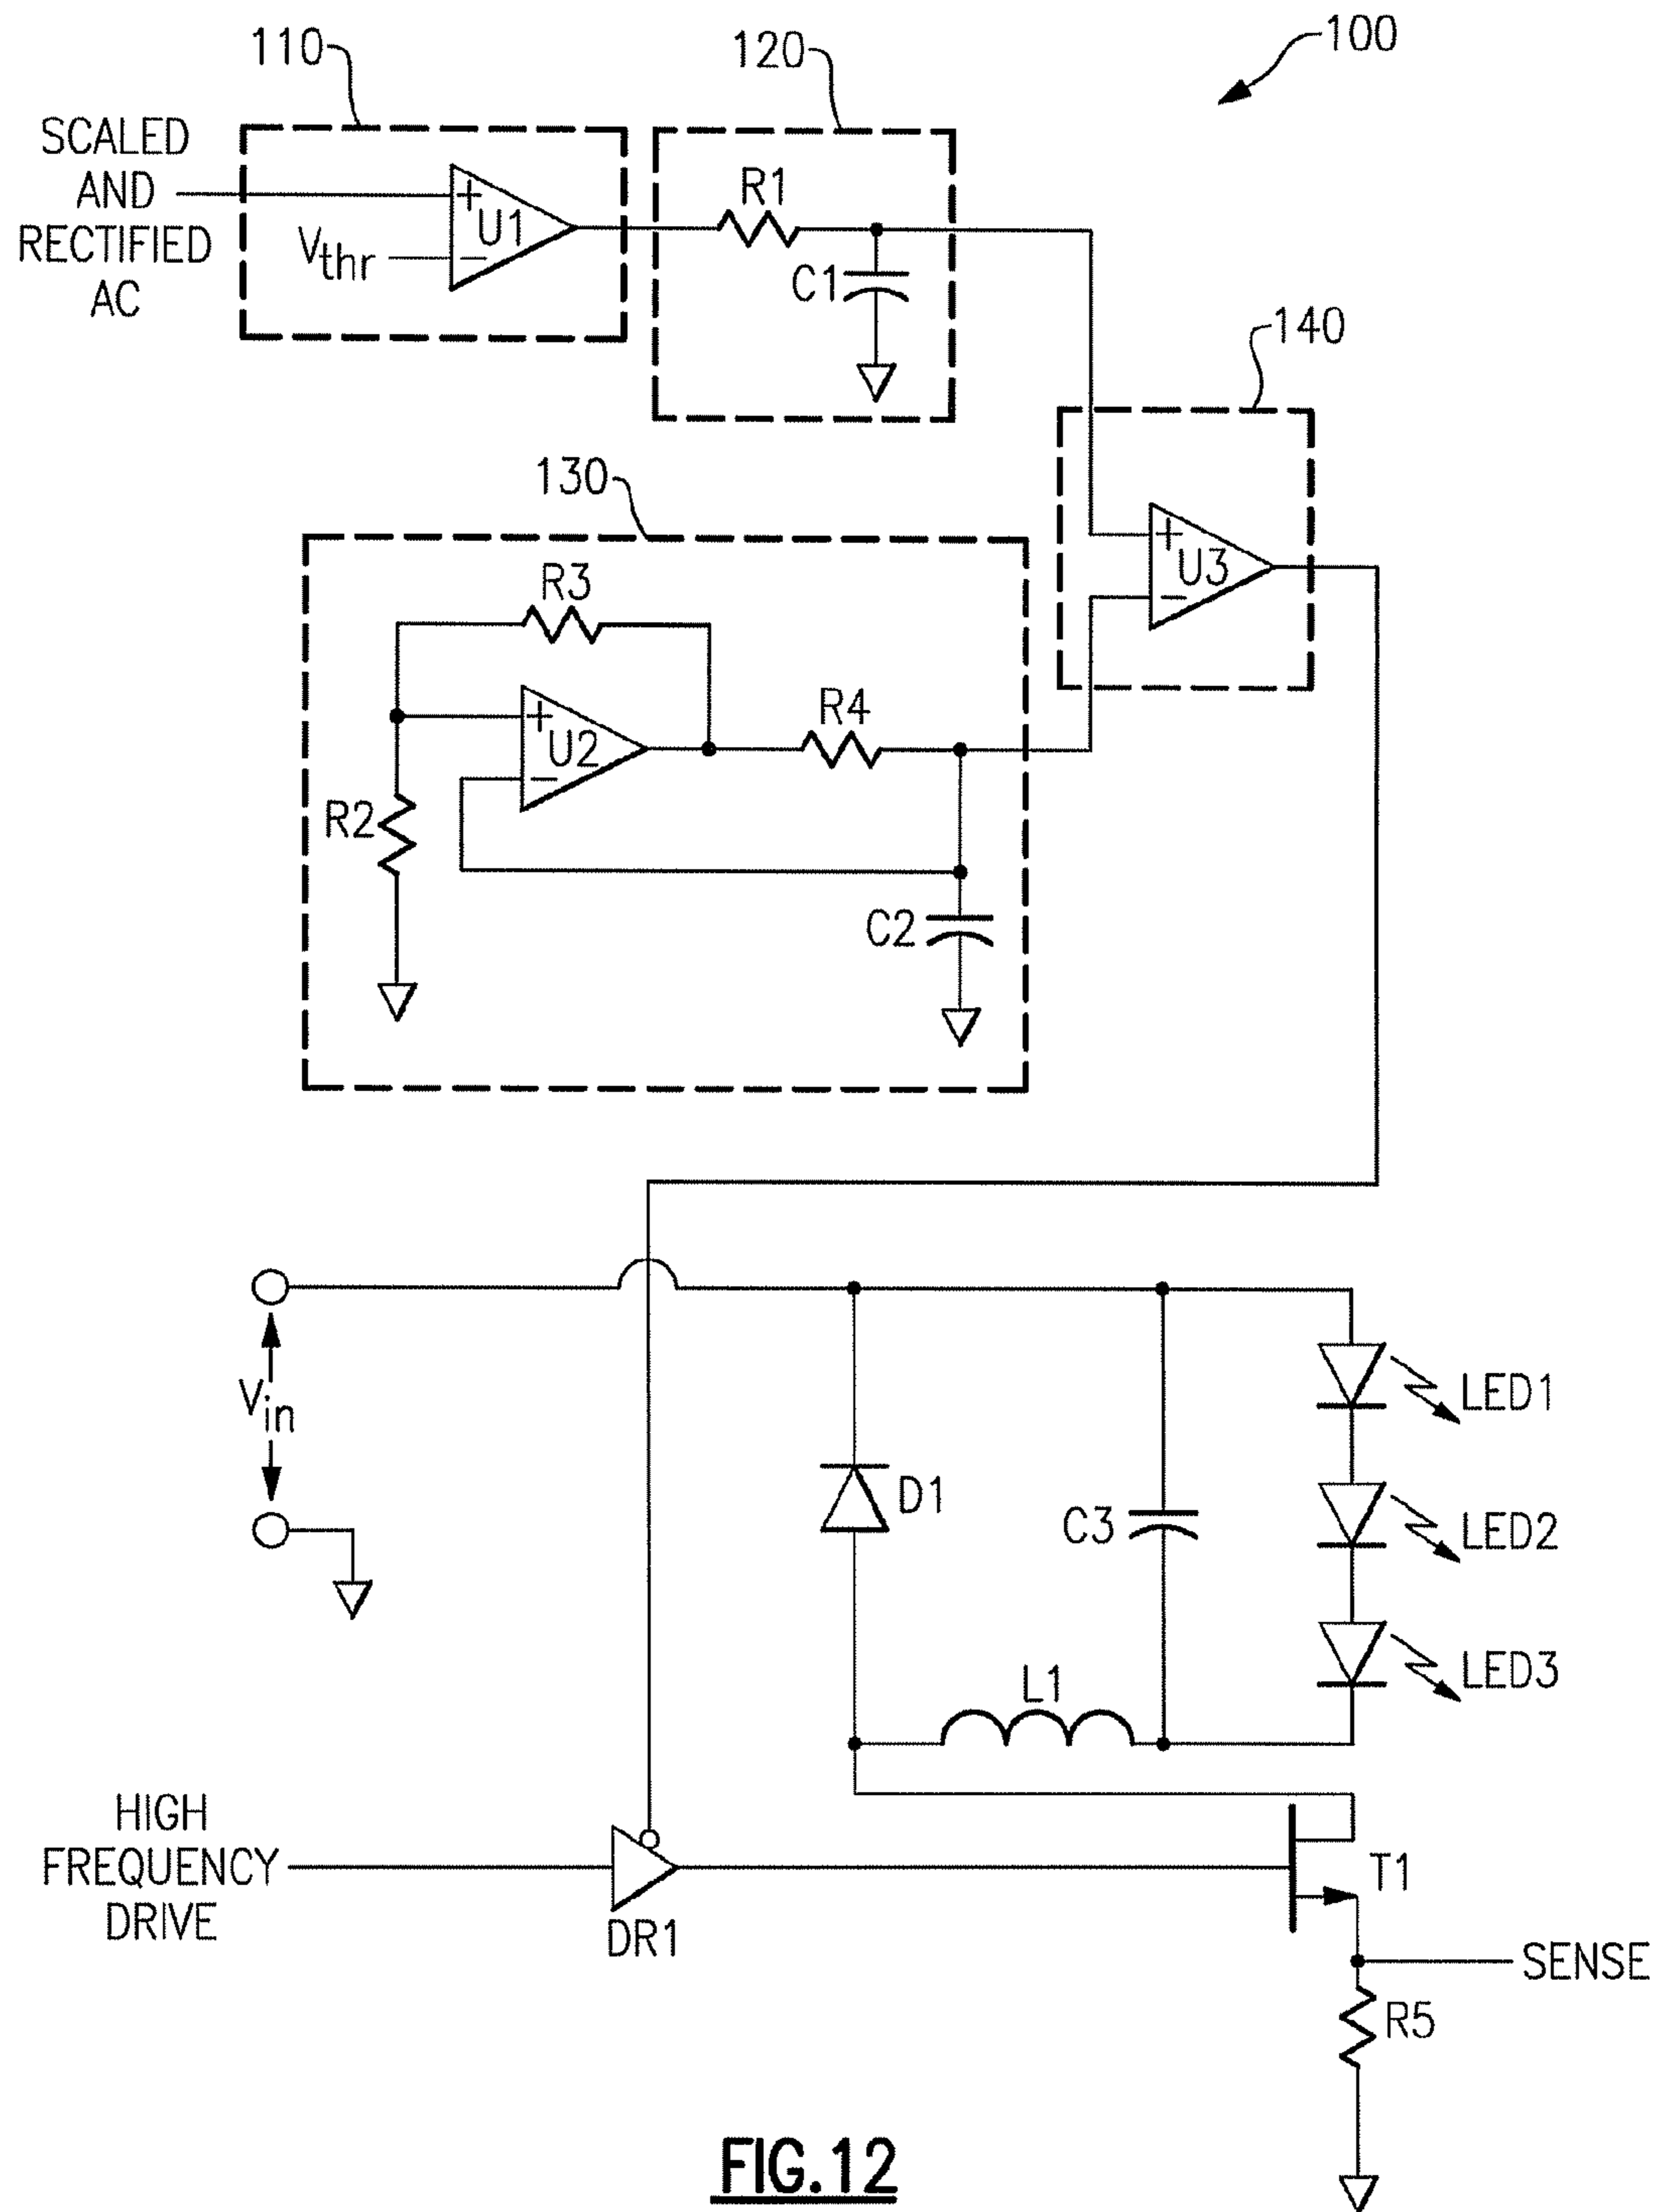 110
120
100
SCALED
AND
RECTIFIED
AC
+
U1
Vthr
−
R1
C1
140
+
U3
−
130
R3
+
U2
−
R4
R2
C2
Vin
D1
C3
LED1
LED2
LED3
L1
HIGH
FREQUENCY
DRIVE
DR1
T1
SENSE
R5
FIG.12